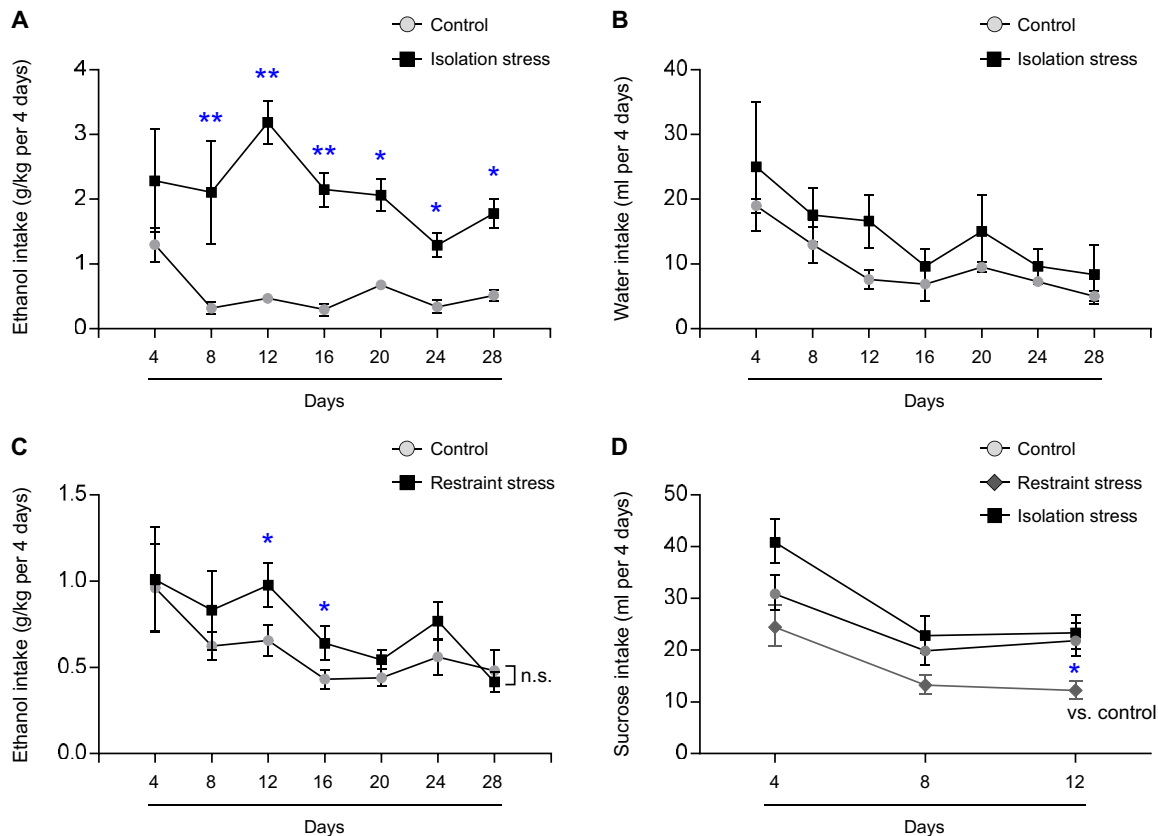 A
Control
Isolation stress
Ethanol intake (g/kg per 4 days)
4
3
2
1
0
** ** ** * * *
4 8 12 16 20 24 28
Days
B
Control
Isolation stress
Water intake (ml per 4 days)
40
30
20
10
0
4 8 12 16 20 24 28
Days
C
Control
Restraint stress
Ethanol intake (g/kg per 4 days)
1.5
1.0
0.5
0.0
* *
n.s.
4 8 12 16 20 24 28
Days
D
Control
Restraint stress
Isolation stress
Sucrose intake (ml per 4 days)
50
40
30
20
10
0
*
vs. control
4 8 12
Days